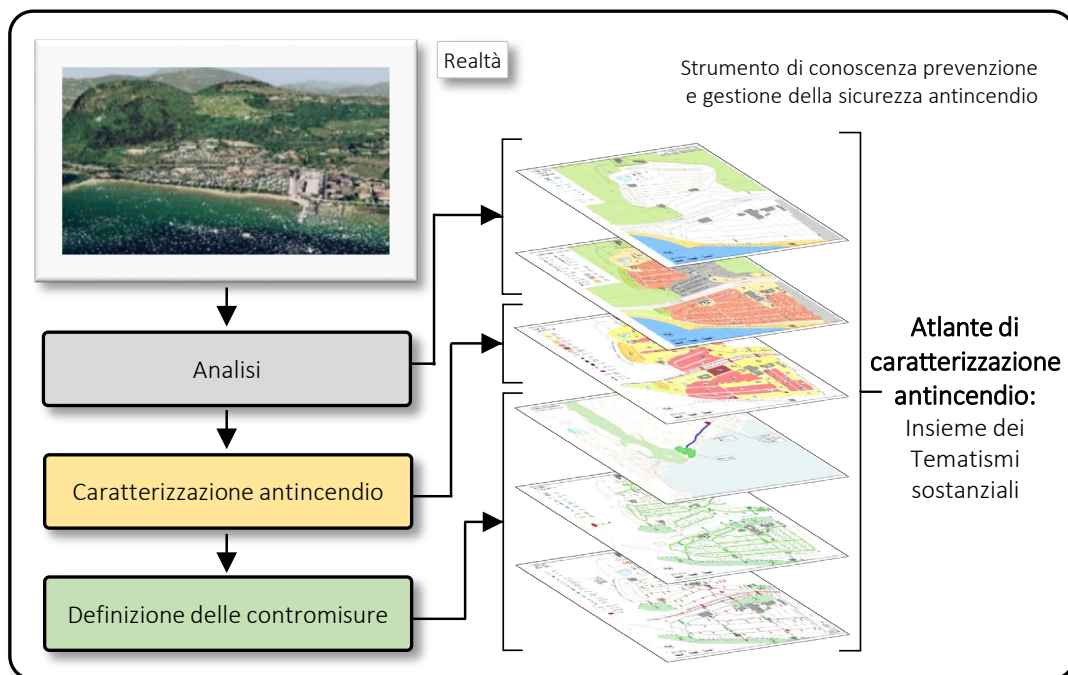 Realtà
Strumento di conoscenza prevenzione
e gestione della sicurezza antincendio
Analisi
Caratterizzazione antincendio
Definizione delle contromisure
Atlante di
caratterizzazione
antincendio:
Insieme dei
Tematismi
sostanziali